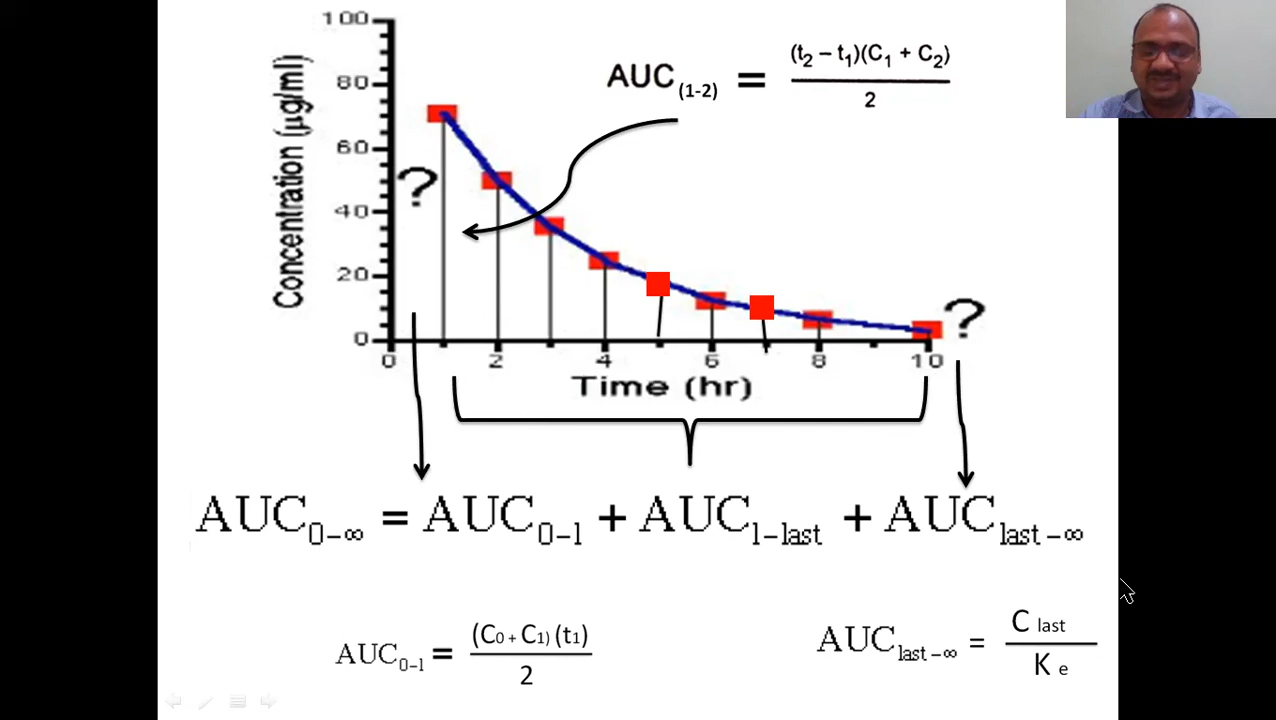 100
80
60
40
20
0
Concentration (µg/ml)
?
AUC(1-2) = (t2 – t1)(C1 + C2)
2
?
0 2 4 6 8 10
Time (hr)
AUC0-∞ = AUC0-1 + AUC1-last + AUClast-∞
AUC0-1 = (C0 + C1) (t1)
2
AUClast-∞ = C last
K e